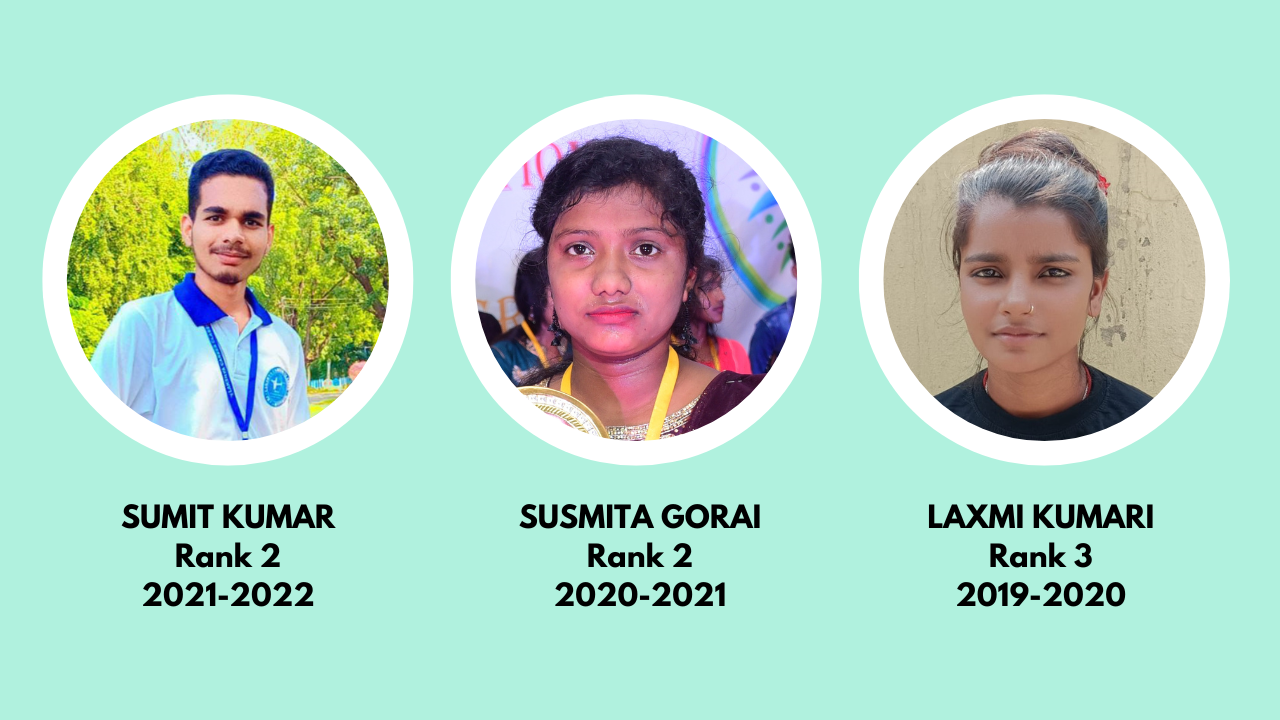 SUMIT KUMAR
Rank 2
2021-2022
SUSMITA GORAI
Rank 2
2020-2021
LAXMI KUMARI
Rank 3
2019-2020